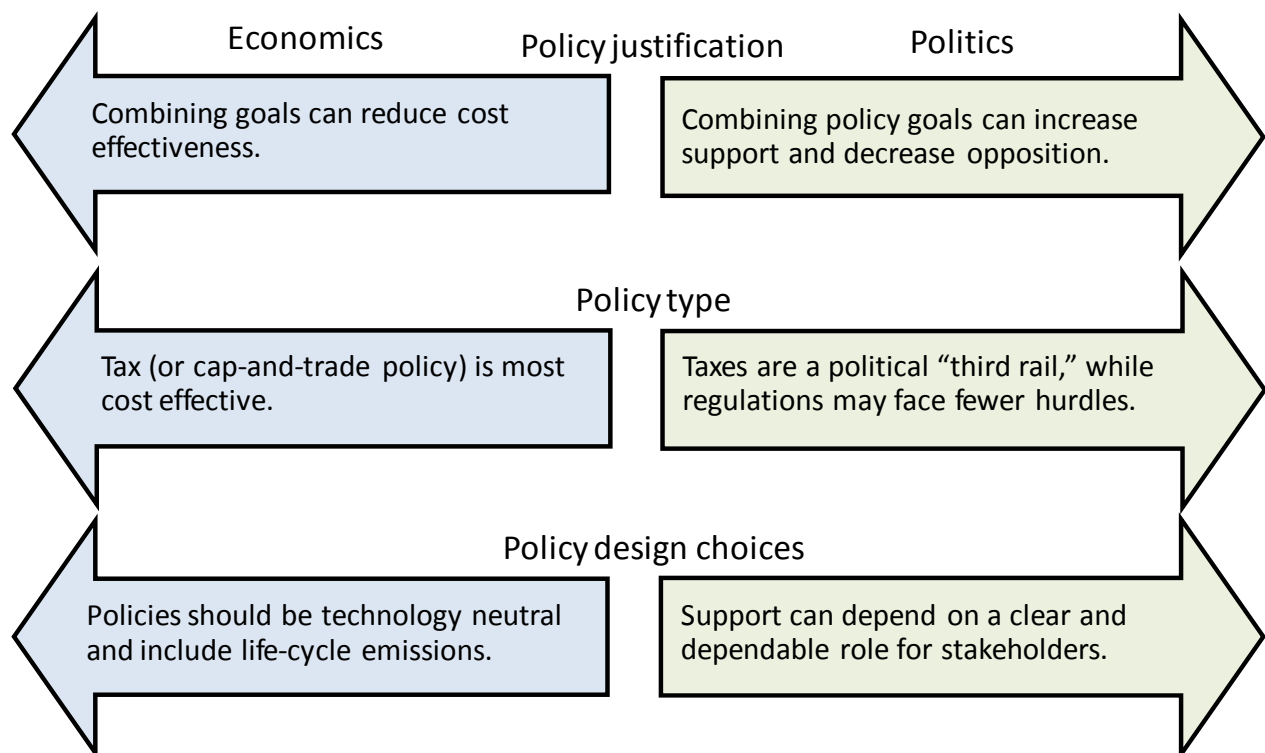 Economics
Policy justification
Politics
Combining goals can reduce cost
effectiveness.
Combining policy goals can increase
support and decrease opposition.
Policy type
Tax (or cap-and-trade policy) is most
cost effective.
Taxes are a political “third rail,” while
regulations may face fewer hurdles.
Policy design choices
Policies should be technology neutral
and include life-cycle emissions.
Support can depend on a clear and
dependable role for stakeholders.